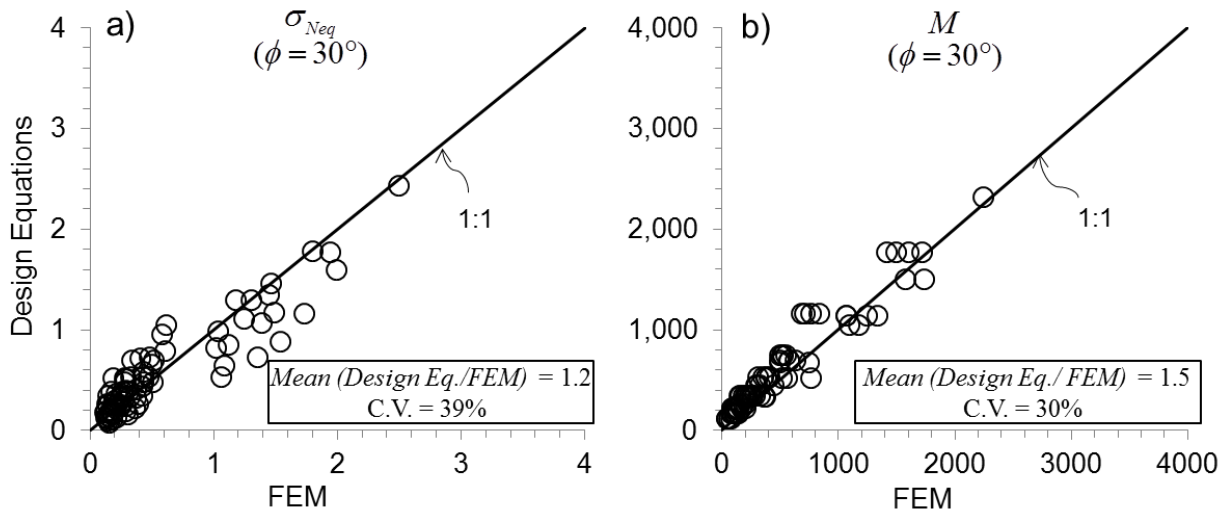 a)
σ_Neq
(ϕ = 30°)
Design Equations
4
3
2
1
0
1:1
Mean (Design Eq./FEM) = 1.2
C.V. = 39%
0 1 2 3 4
FEM
b)
M
(ϕ = 30°)
4,000
3,000
2,000
1,000
0
1:1
Mean (Design Eq./FEM) = 1.5
C.V. = 30%
0 1000 2000 3000 4000
FEM